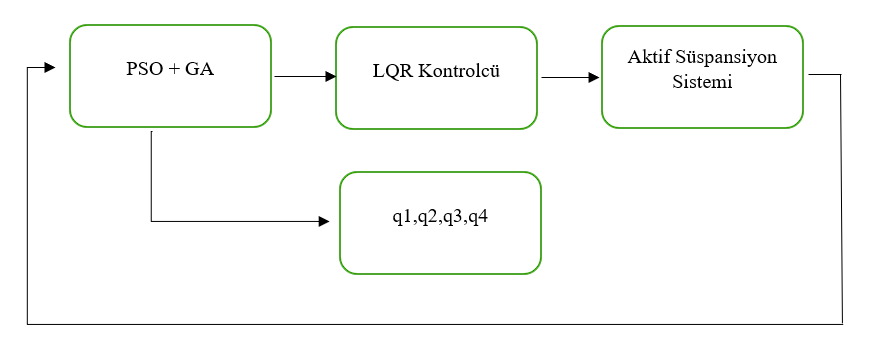 PSO + GA
LQR Kontrolcü
Aktif Süspansiyon
Sistemi
q1,q2,q3,q4